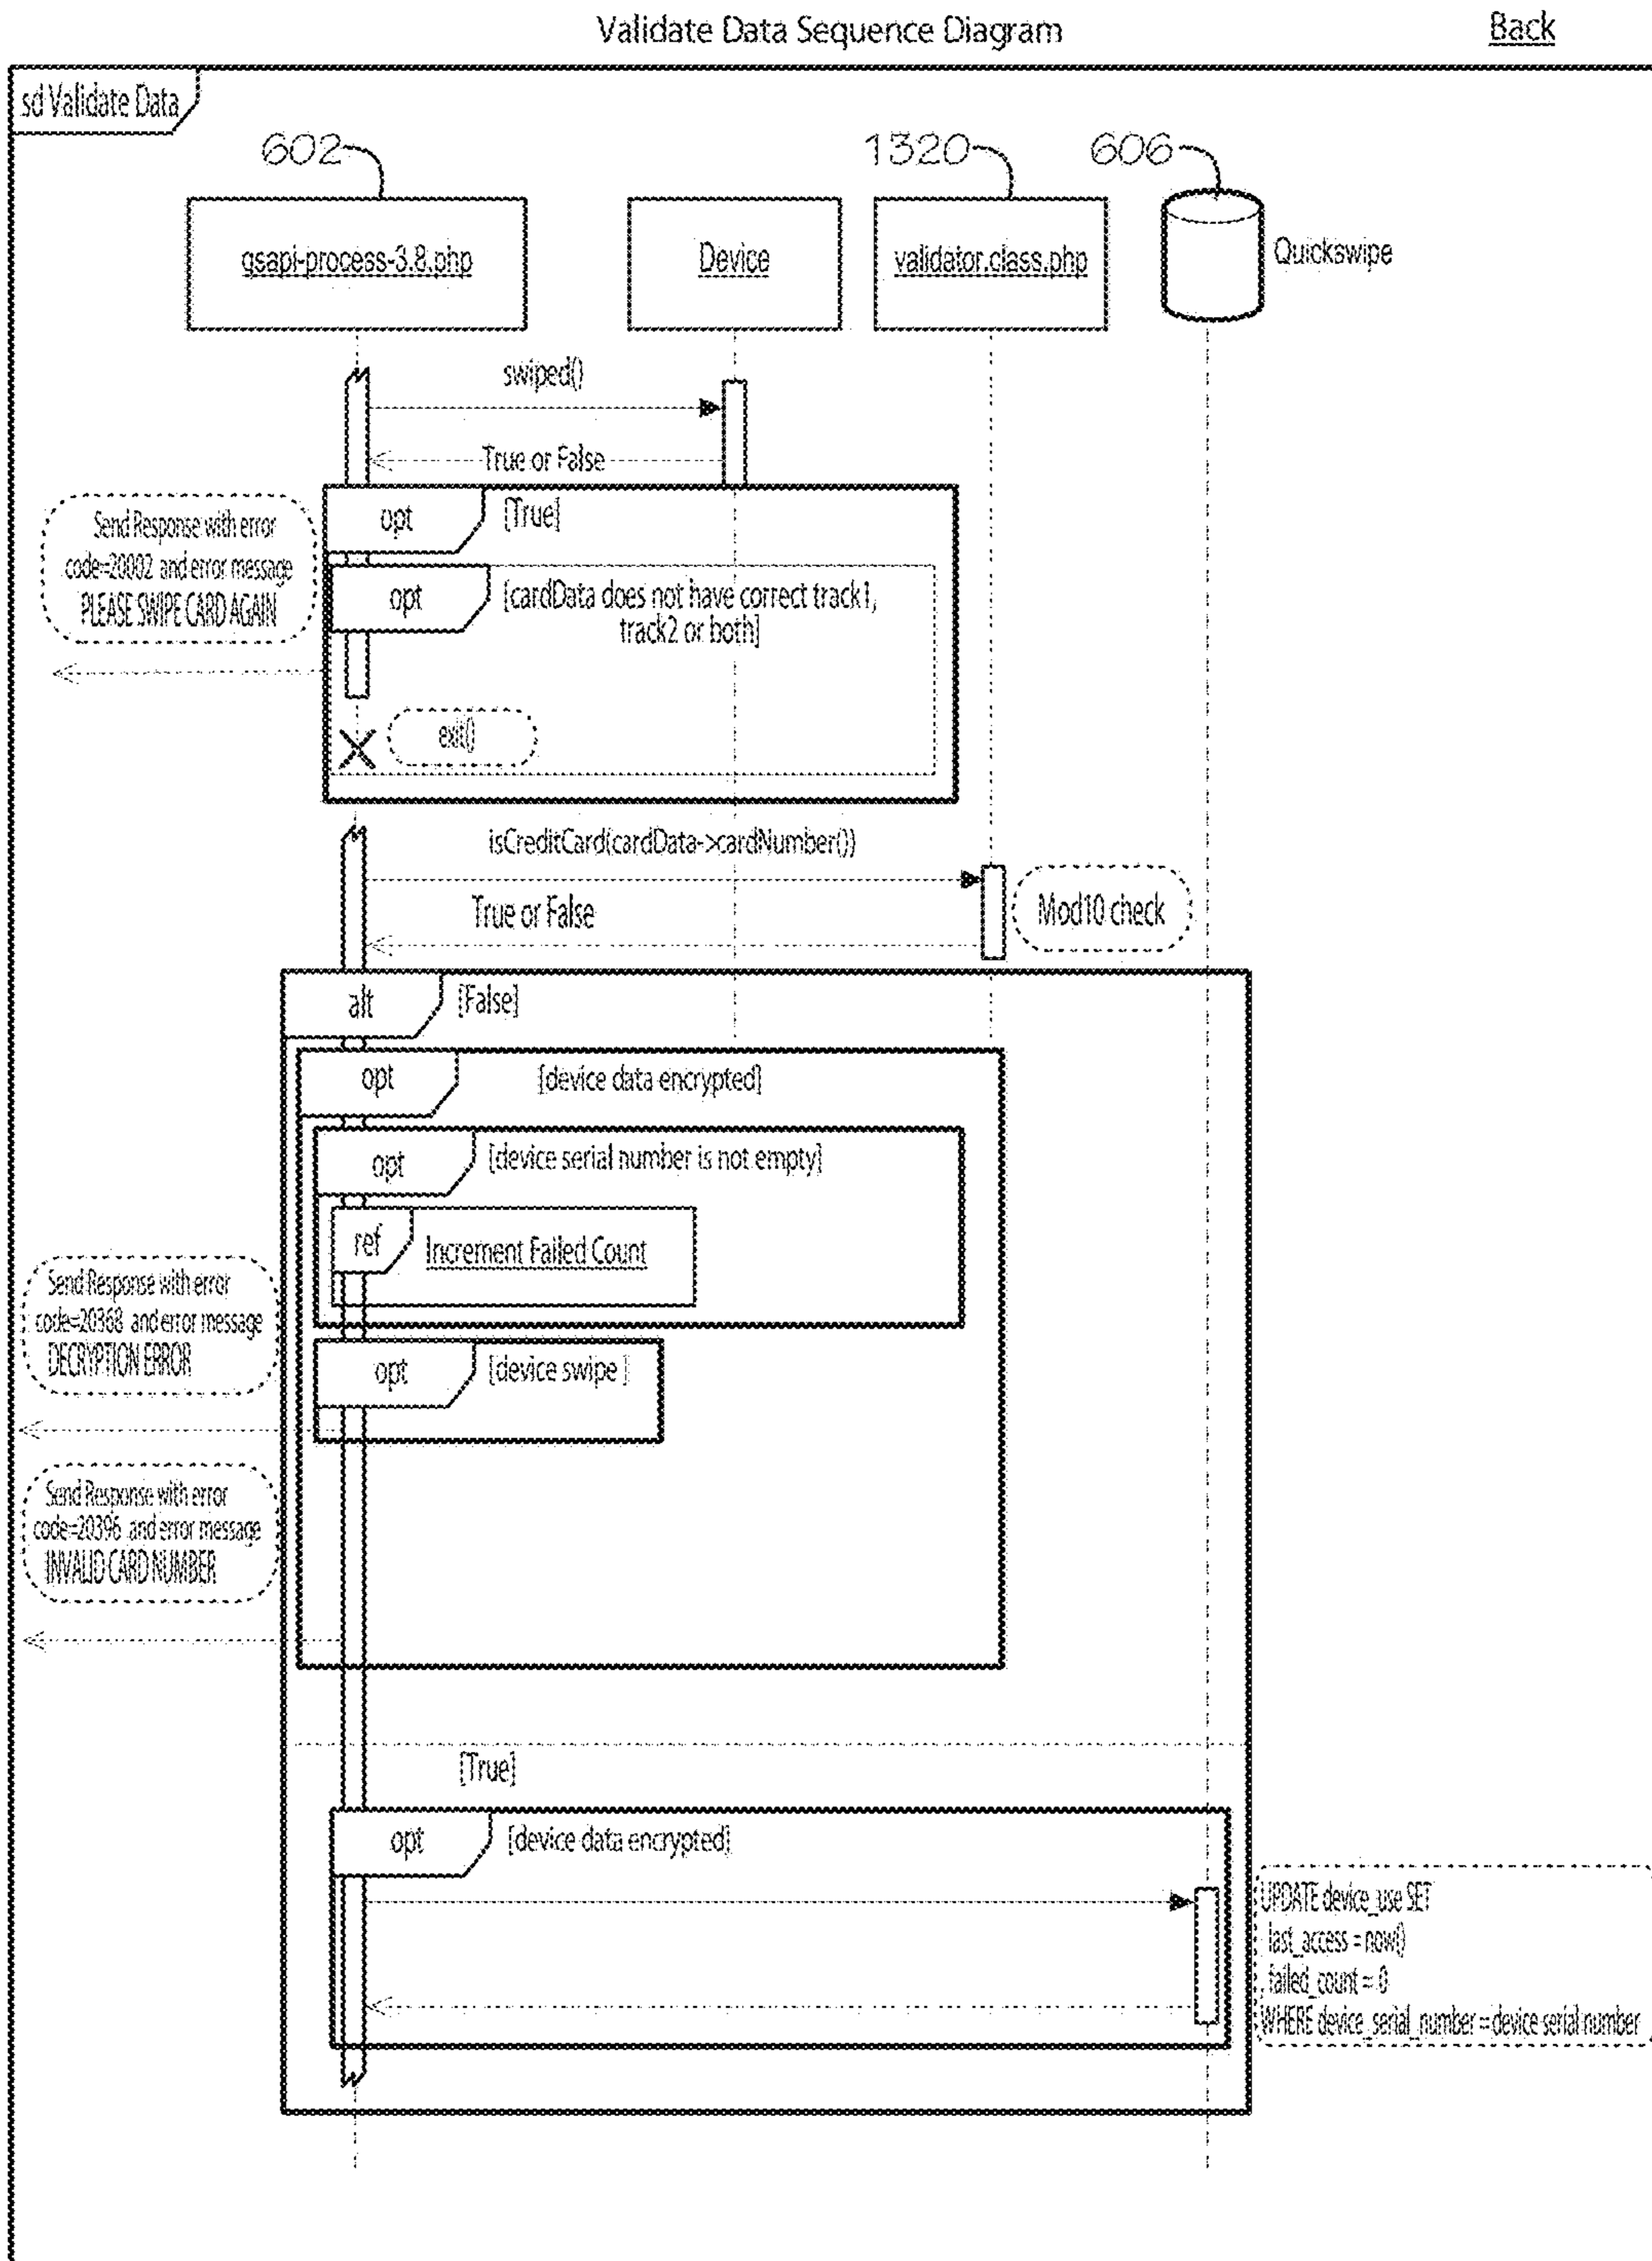 Validate Data Sequence Diagram
Back
sd Validate Data
602
1320
606
qsapi-process-3.8.php
Device
validator.class.php
Quickswipe
swiped()
True or False
opt
[True]
Send Response with error
code=20002 and error message
PLEASE SWIPE CARD AGAIN
opt
[cardData does not have correct track1,
track2 or both]
exit()
isCreditCard(cardData->cardNumber())
True or False
Mod10 check
alt
[False]
opt
[device data encrypted]
opt
[device serial number is not empty]
ref
Increment Failed Count
Send Response with error
code=20368 and error message
DECRYPTION ERROR
opt
[device swipe ]
Send Response with error
code=20396 and error message
INVALID CARD NUMBER
[True]
opt
[device data encrypted]
UPDATE device_use SET
last_access = now()
, failed_count = 0
WHERE device_serial_number = device serial number